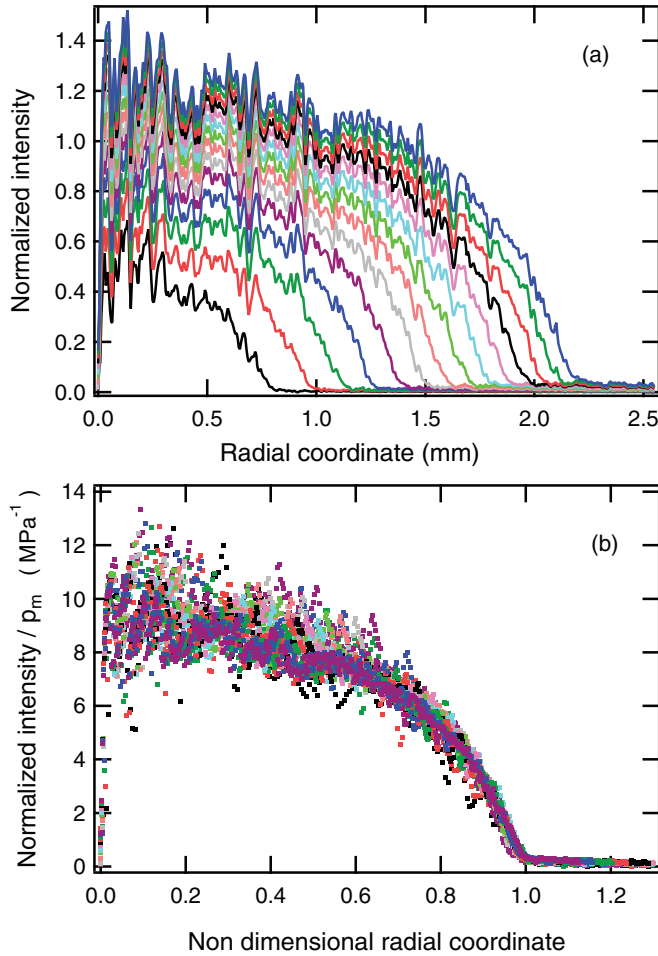 (a)
Normalized intensity
1.4
1.2
1.0
0.8
0.6
0.4
0.2
0.0
0.0 0.5 1.0 1.5 2.0 2.5
Radial coordinate (mm)
(b)
Normalized intensity / pm ( MPa-1 )
14
12
10
8
6
4
2
0
0.0 0.2 0.4 0.6 0.8 1.0 1.2
Non dimensional radial coordinate